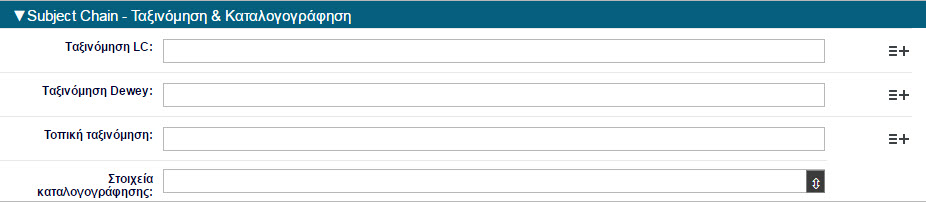 ▼Subject Chain - Ταξινόμηση & Καταλογογράφηση
Ταξινόμηση LC:
Ταξινόμηση Dewey:
Τοπική ταξινόμηση:
Στοιχεία
καταλογογράφησης: